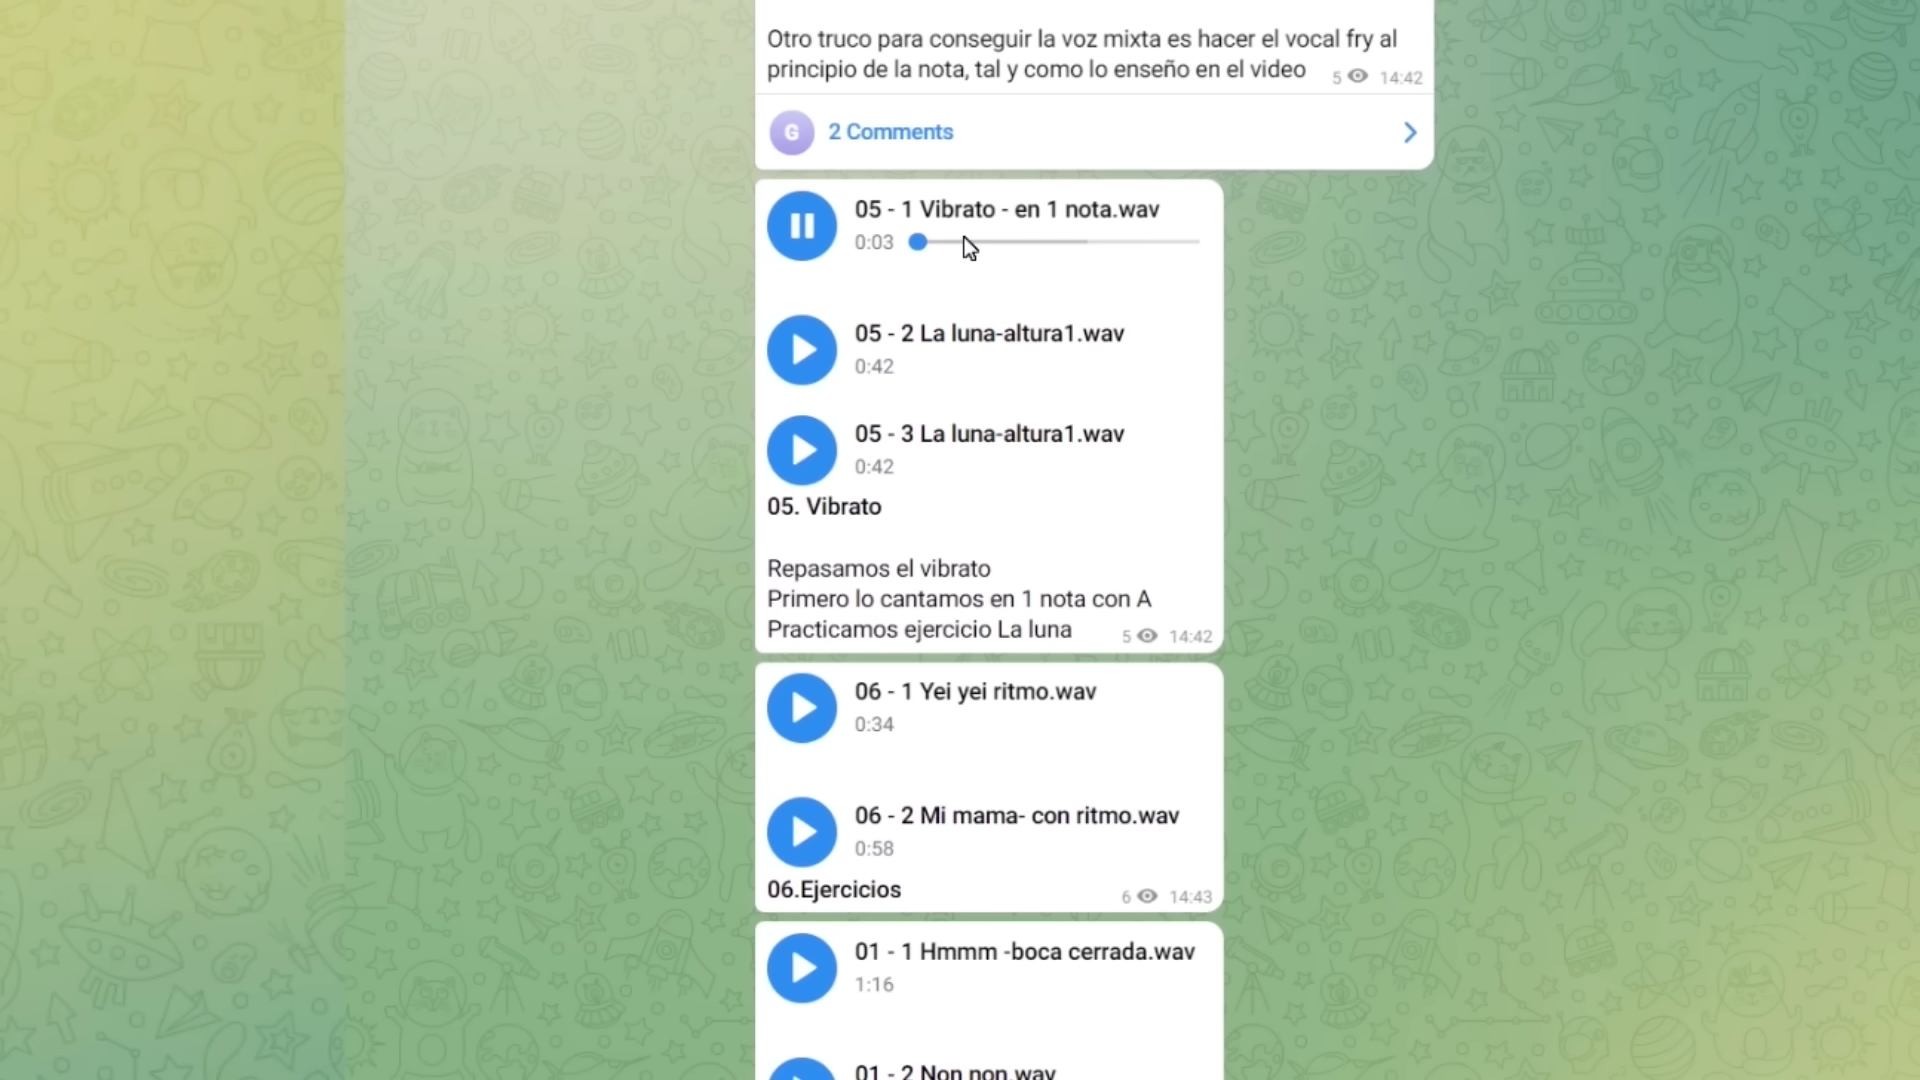 Otro truco para conseguir la voz mixta es hacer el vocal fry al
principio de la nota, tal y como lo enseño en el video
5 14:42
G 2 Comments
05 - 1 Vibrato - en 1 nota.wav
0:03
05 - 2 La luna-altura1.wav
0:42
05 - 3 La luna-altura1.wav
0:42
05. Vibrato
Repasamos el vibrato
Primero lo cantamos en 1 nota con A
Practicamos ejercicio La luna
5 14:42
06 - 1 Yei yei ritmo.wav
0:34
06 - 2 Mi mama- con ritmo.wav
0:58
06.Ejercicios
6 14:43
01 - 1 Hmmm -boca cerrada.wav
1:16
01 - 2 Non non.wav